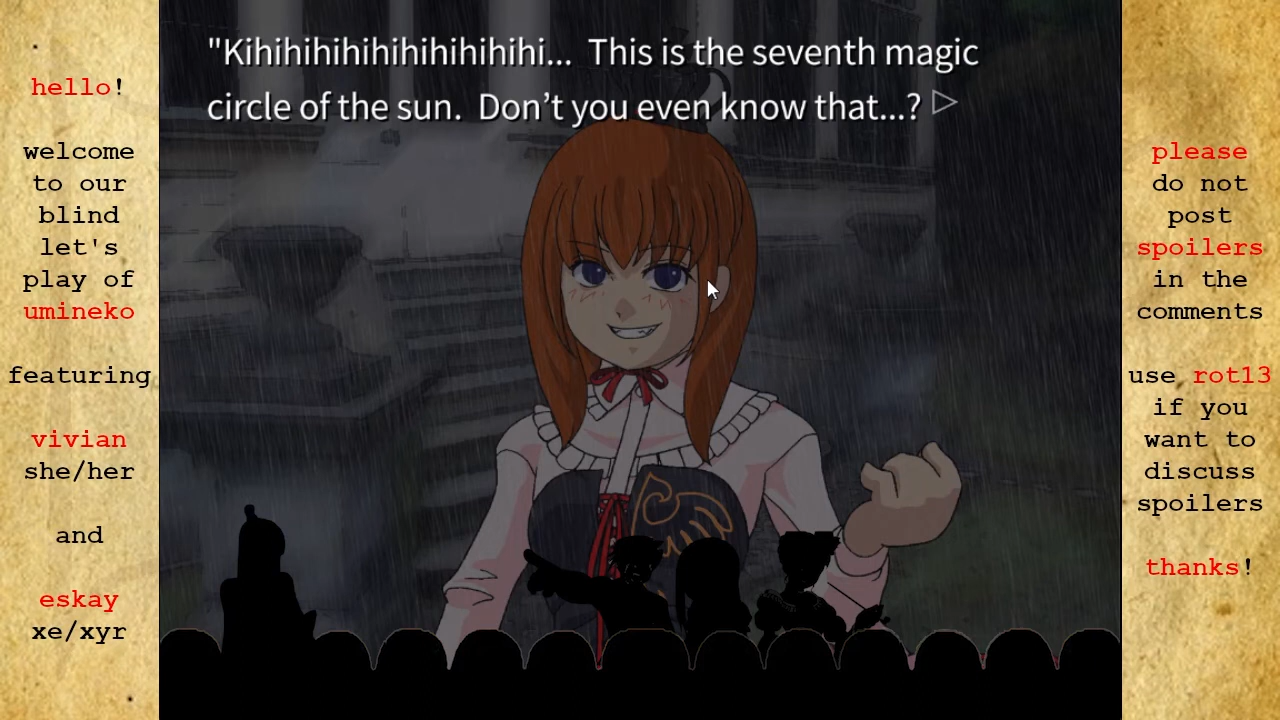 hello!
welcome
to our
blind
let's
play of
umineko
featuring
vivian
she/her
and
eskay
xe/xyr
"Kihihihihihihihihihihi...  This is the seventh magic
circle of the sun.  Don't you even know that...?
please
do not
post
spoilers
in the
comments
use rot13
if you
want to
discuss
spoilers
thanks!